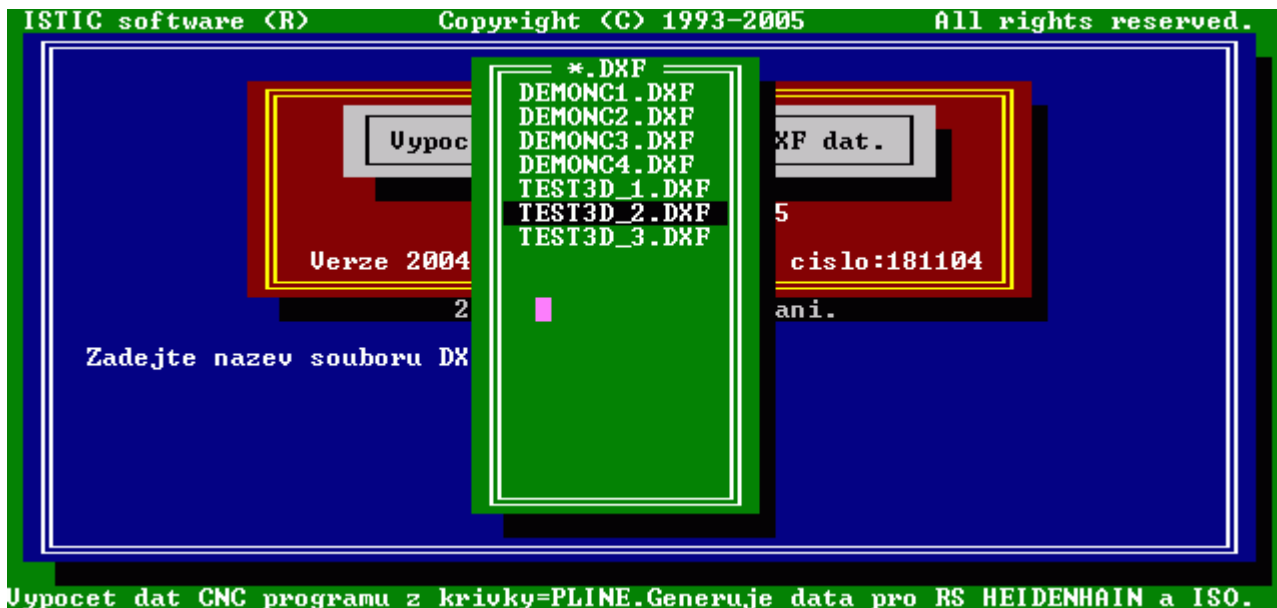 ISTIC software (R) Copyright (C) 1993-2005 All rights reserved.
*.DXF
DEMONC1.DXF
DEMONC2.DXF
Vypoc DEMONC3.DXF XF dat.
DEMONC4.DXF
TEST3D_1.DXF
TEST3D_2.DXF 5
TEST3D_3.DXF
Verze 2004 cislo:181104
2 ani.
Zadejte nazev souboru DX
Vypocet dat CNC programu z krivky=PLINE.Generuje data pro RS HEIDENHAIN a ISO.